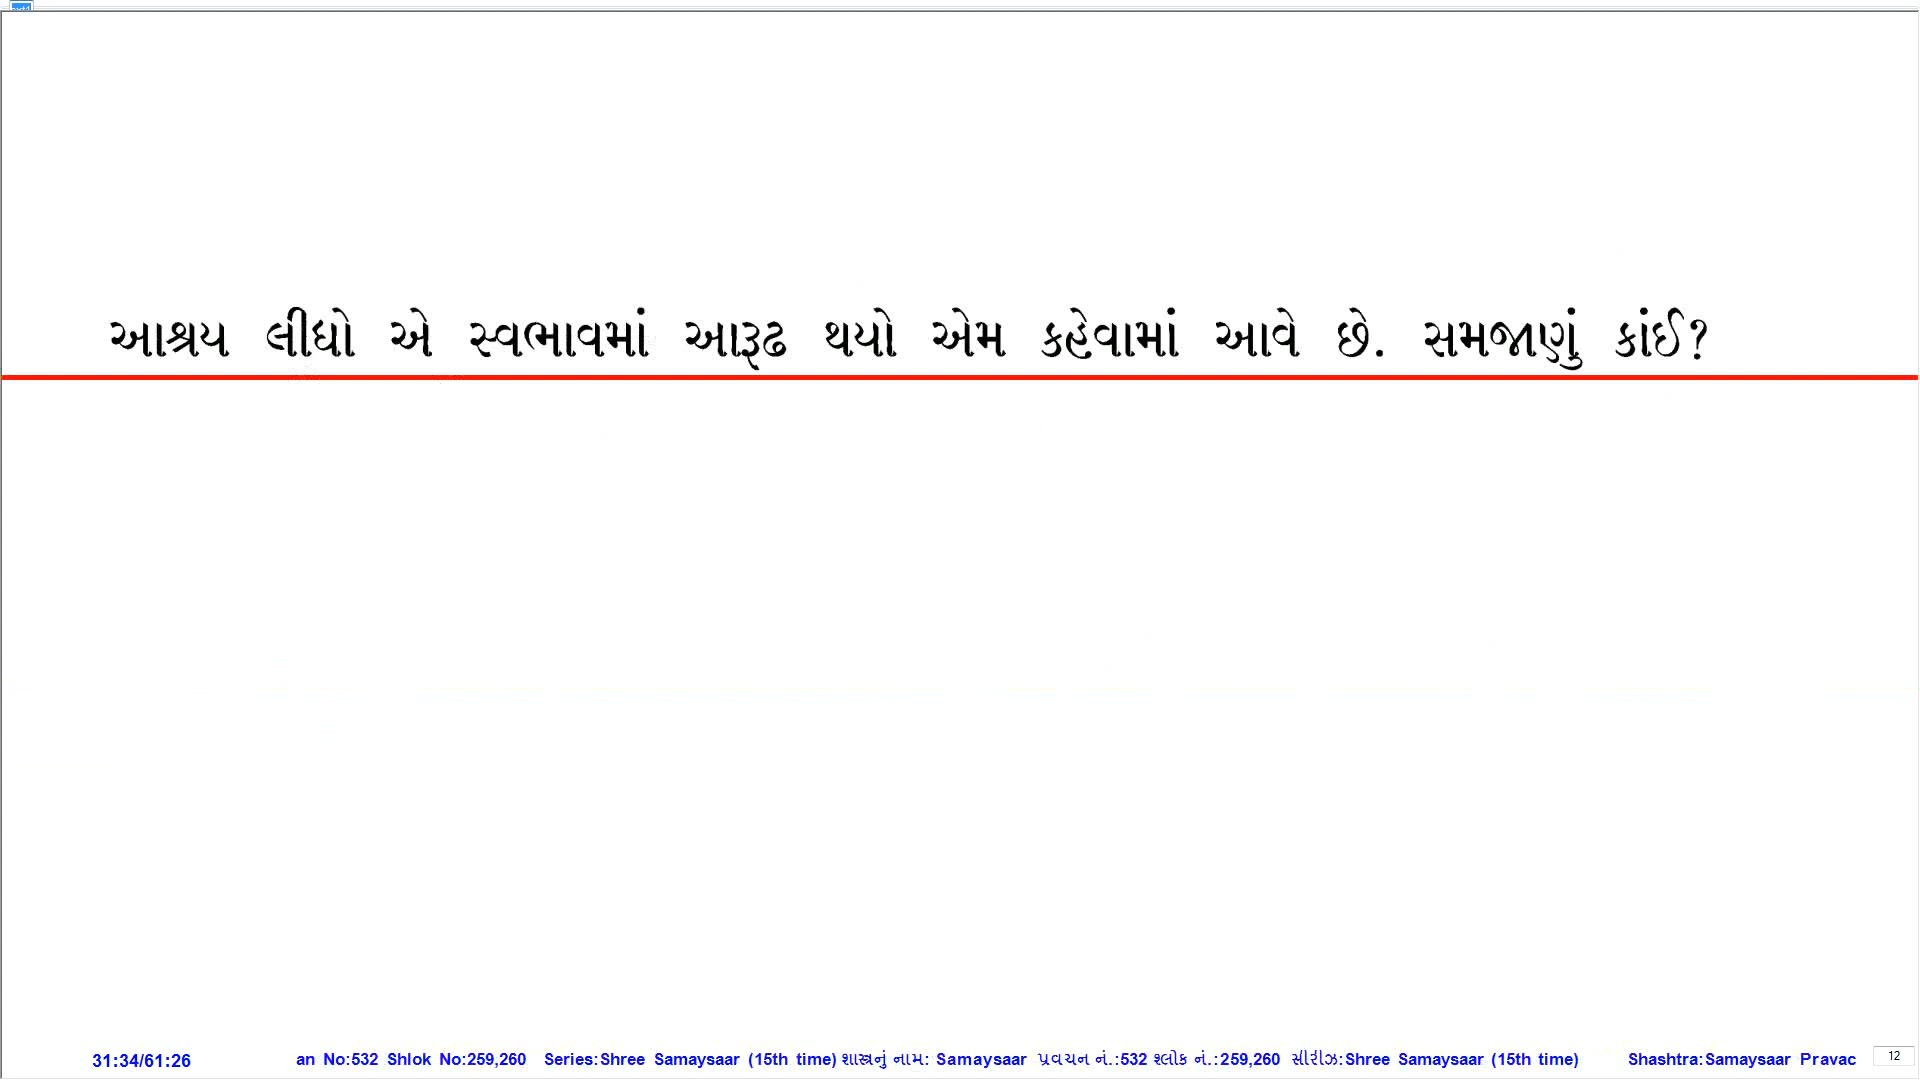 આશ્રય લીધો એ સ્વભાવમાં આરૂઢ થયો એમ કહેવામાં આવે છે. સમજાણું કાંઈ?
31:34/61:26 an No:532 Shlok No:259,260 Series:Shree Samaysaar (15th time) શાસ્ત્રનું નામ: Samaysaar પ્રવચન નં.:532 શ્લોક નં.:259,260 સીરીઝ:Shree Samaysaar (15th time) Shashtra:Samaysaar Pravac 12